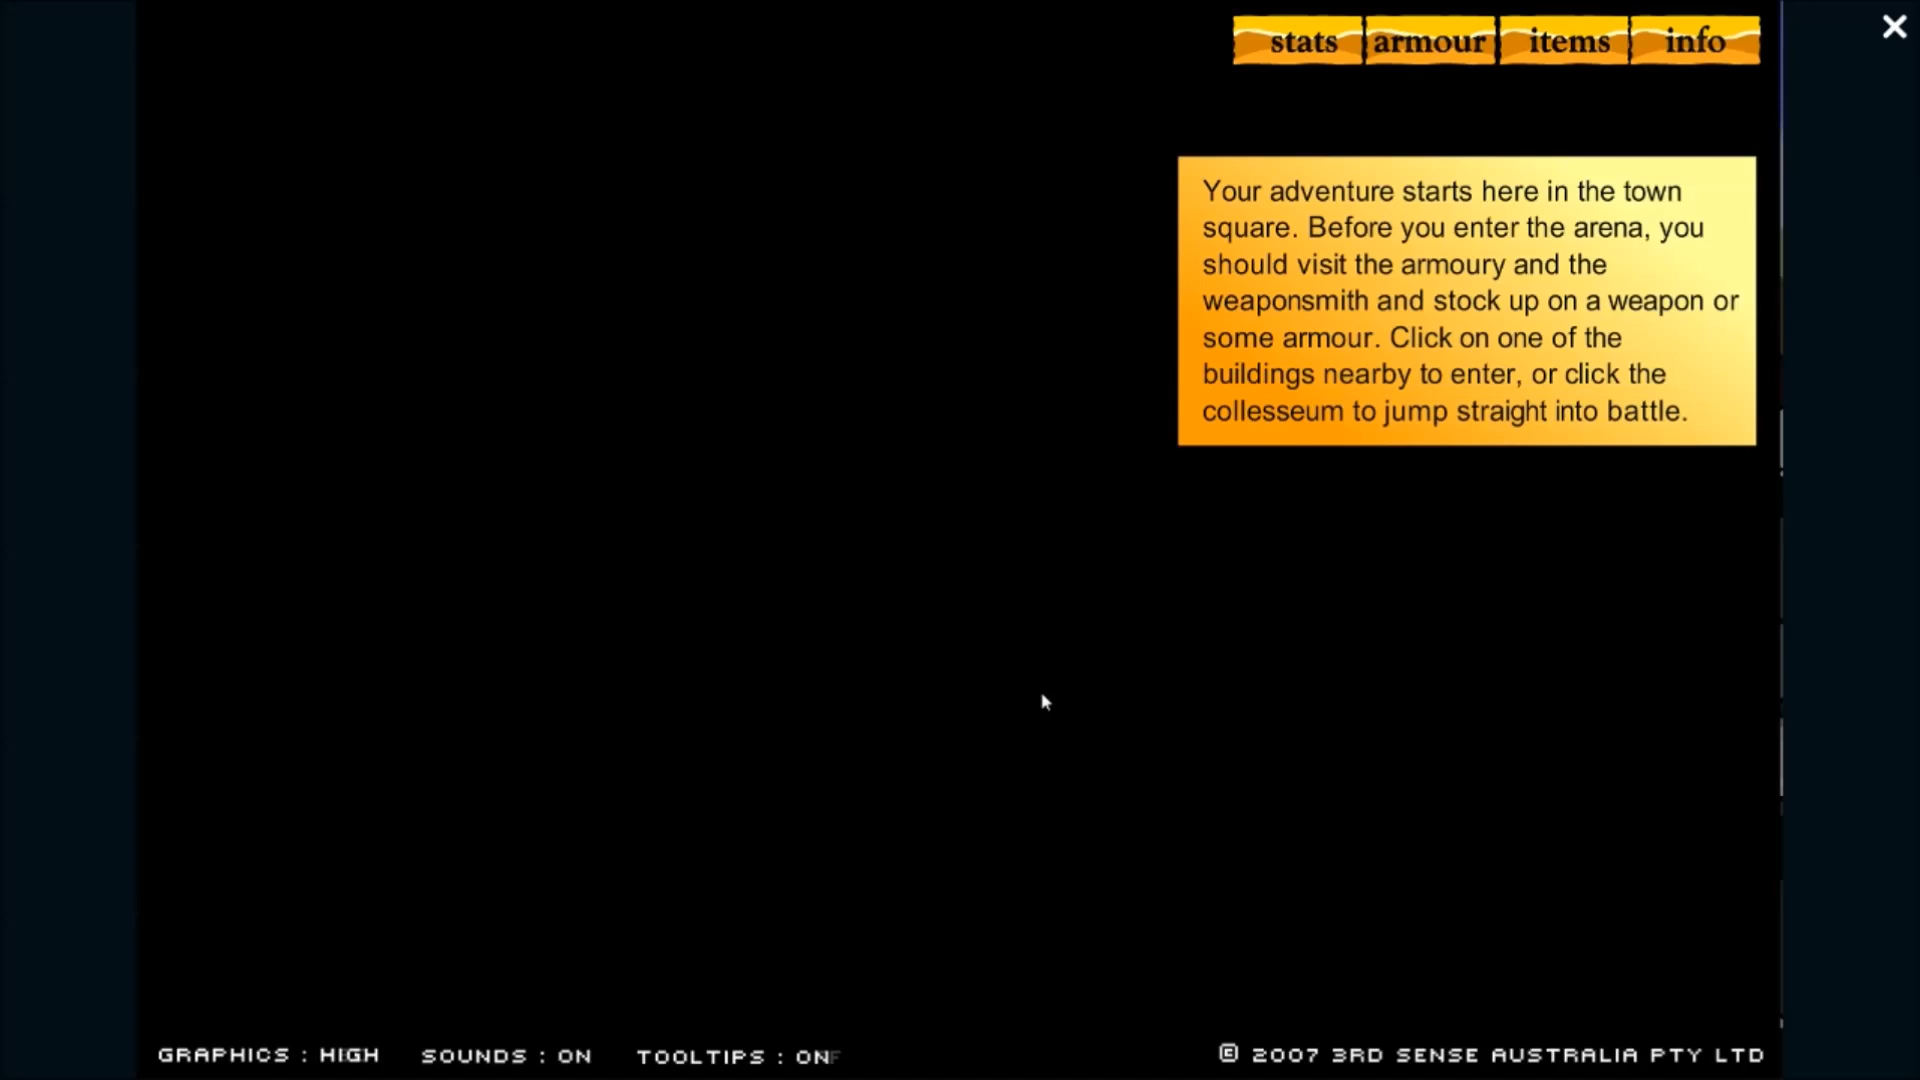 stats armour items info
Your adventure starts here in the town
square. Before you enter the arena, you
should visit the armoury and the
weaponsmith and stock up on a weapon or
some armour. Click on one of the
buildings nearby to enter, or click the
collesseum to jump straight into battle.
GRAPHICS : HIGH SOUNDS : ON TOOLTIPS : ON © 2007 3RD SENSE AUSTRALIA PTY LTD